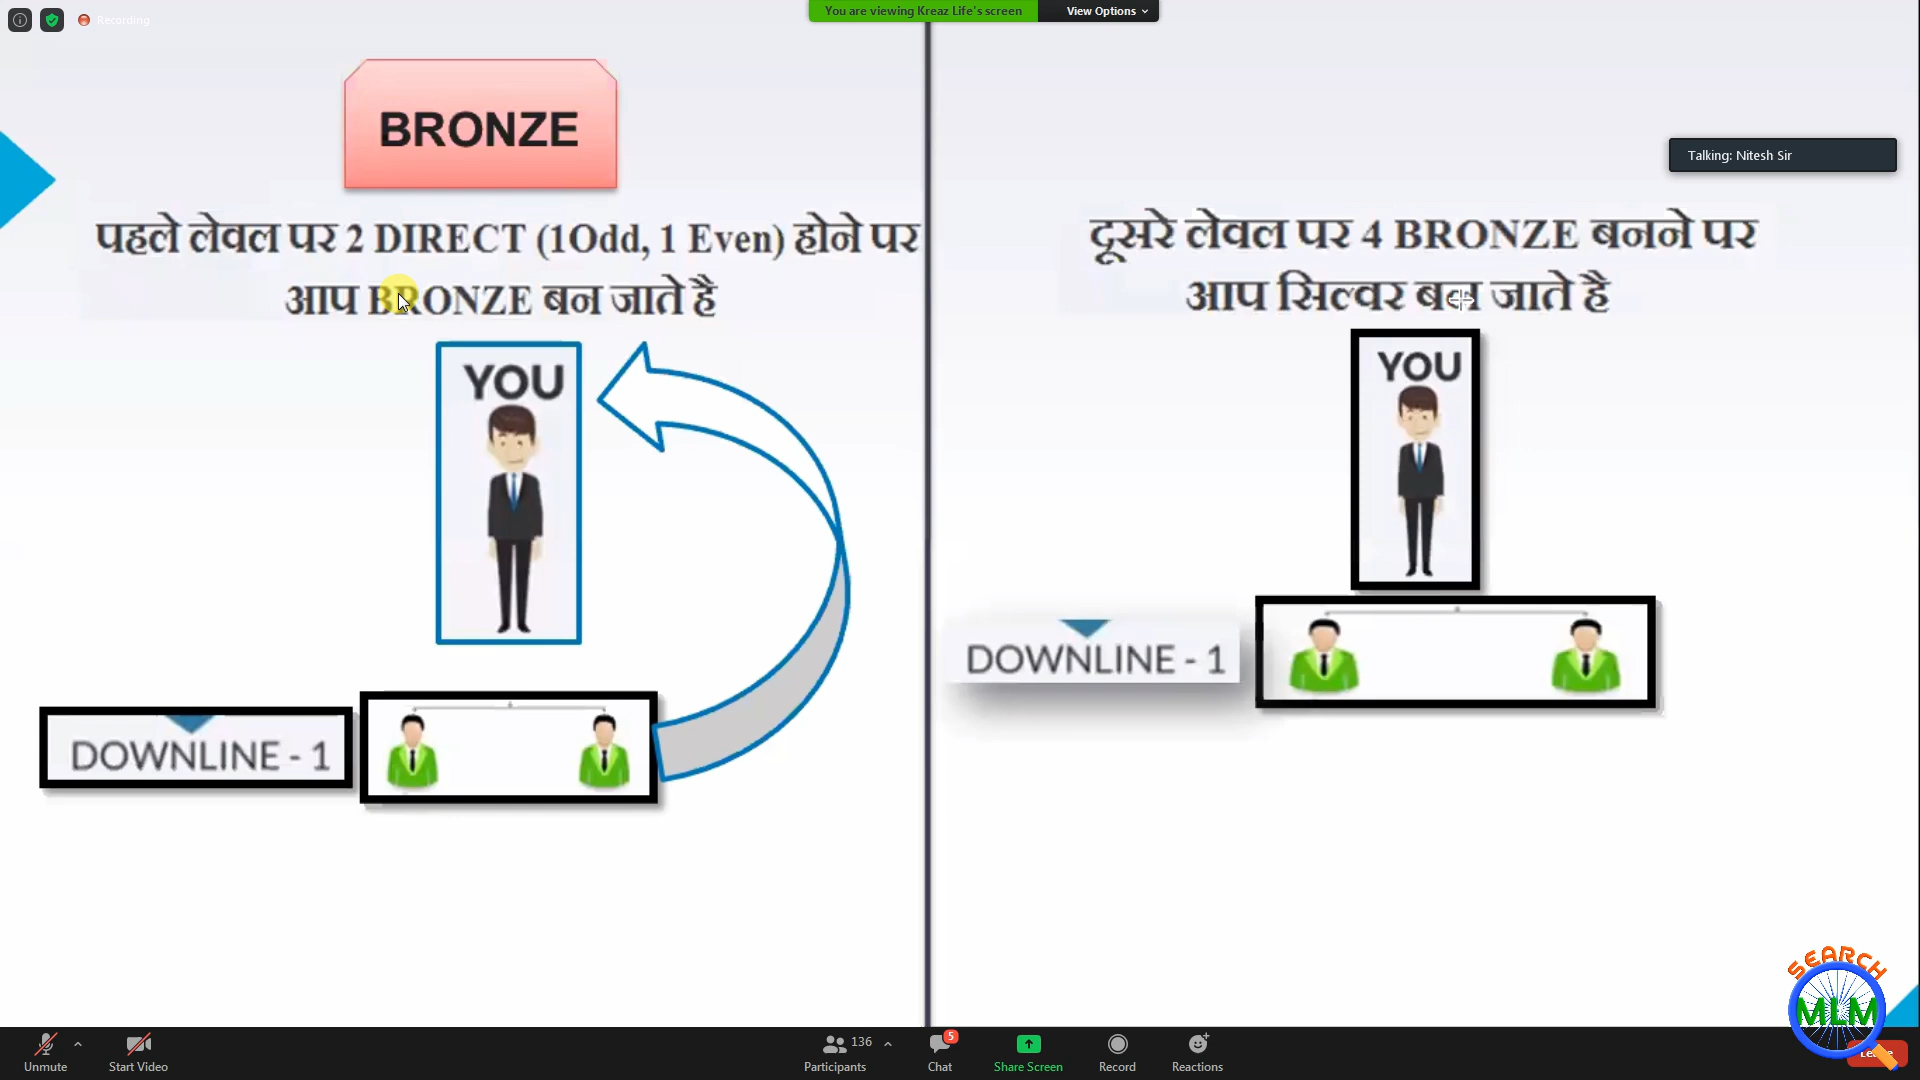 Recording
You are viewing Kreaz Life's screen
View Options
BRONZE
पहले लेवल पर 2 DIRECT (1Odd, 1 Even) होने पर
आप BRONZE बन जाते है
YOU
DOWNLINE - 1
Talking: Nitesh Sir
दूसरे लेवल पर 4 BRONZE बनने पर
आप सिल्वर बन जाते है
YOU
DOWNLINE - 1
SEARCH
MLM
Unmute
Start Video
136
Participants
5
Chat
Share Screen
Record
Reactions